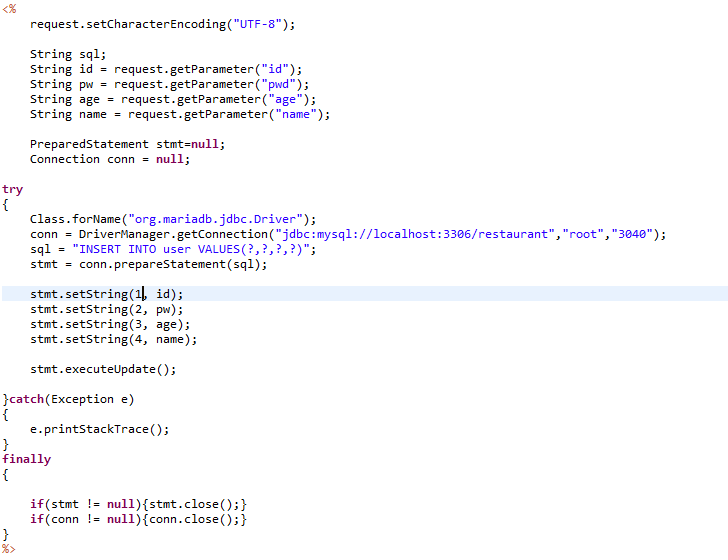 <%
request.setCharacterEncoding("UTF-8");
String sql;
String id = request.getParameter("id");
String pw = request.getParameter("pwd");
String age = request.getParameter("age");
String name = request.getParameter("name");
PreparedStatement stmt=null;
Connection conn = null;
try
{
Class.forName("org.mariadb.jdbc.Driver");
conn = DriverManager.getConnection("jdbc:mysql://localhost:3306/restaurant","root","3040");
sql = "INSERT INTO user VALUES(?,?,?,?)";
stmt = conn.prepareStatement(sql);
stmt.setString(1, id);
stmt.setString(2, pw);
stmt.setString(3, age);
stmt.setString(4, name);
stmt.executeUpdate();
}catch(Exception e)
{
e.printStackTrace();
}
finally
{
if(stmt != null){stmt.close();}
if(conn != null){conn.close();}
}
%>